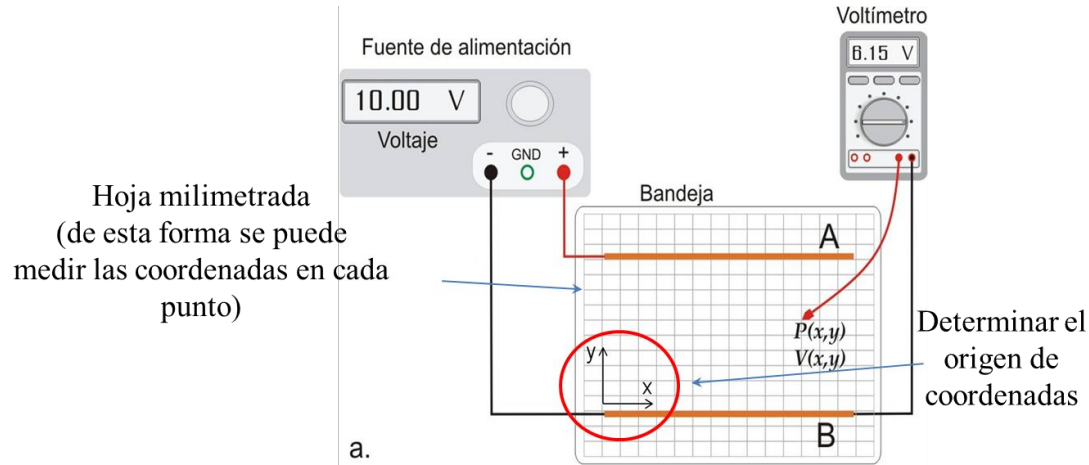 Voltímetro
6.15 V
Fuente de alimentación
10.00 V
Voltaje
- GND +
Hoja milimetrada
(de esta forma se puede
medir las coordenadas en cada
punto)
Bandeja
A
P(x,y)
V(x,y)
Determinar el
origen de
coordenadas
y
x
B
a.